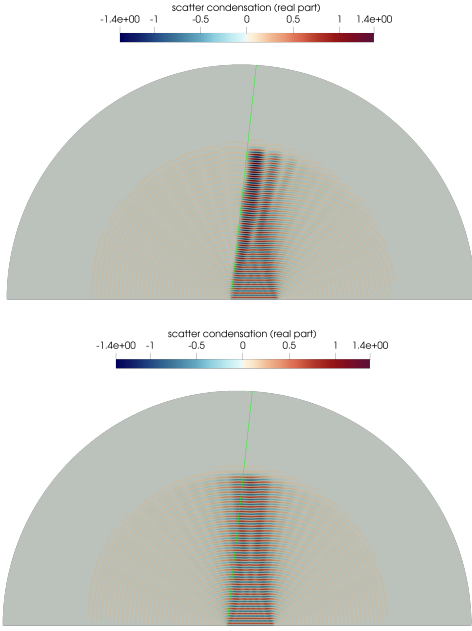 scatter condensation (real part)
-1.4e+00 -1 -0.5 0 0.5 1 1.4e+00
scatter condensation (real part)
-1.4e+00 -1 -0.5 0 0.5 1 1.40e+00